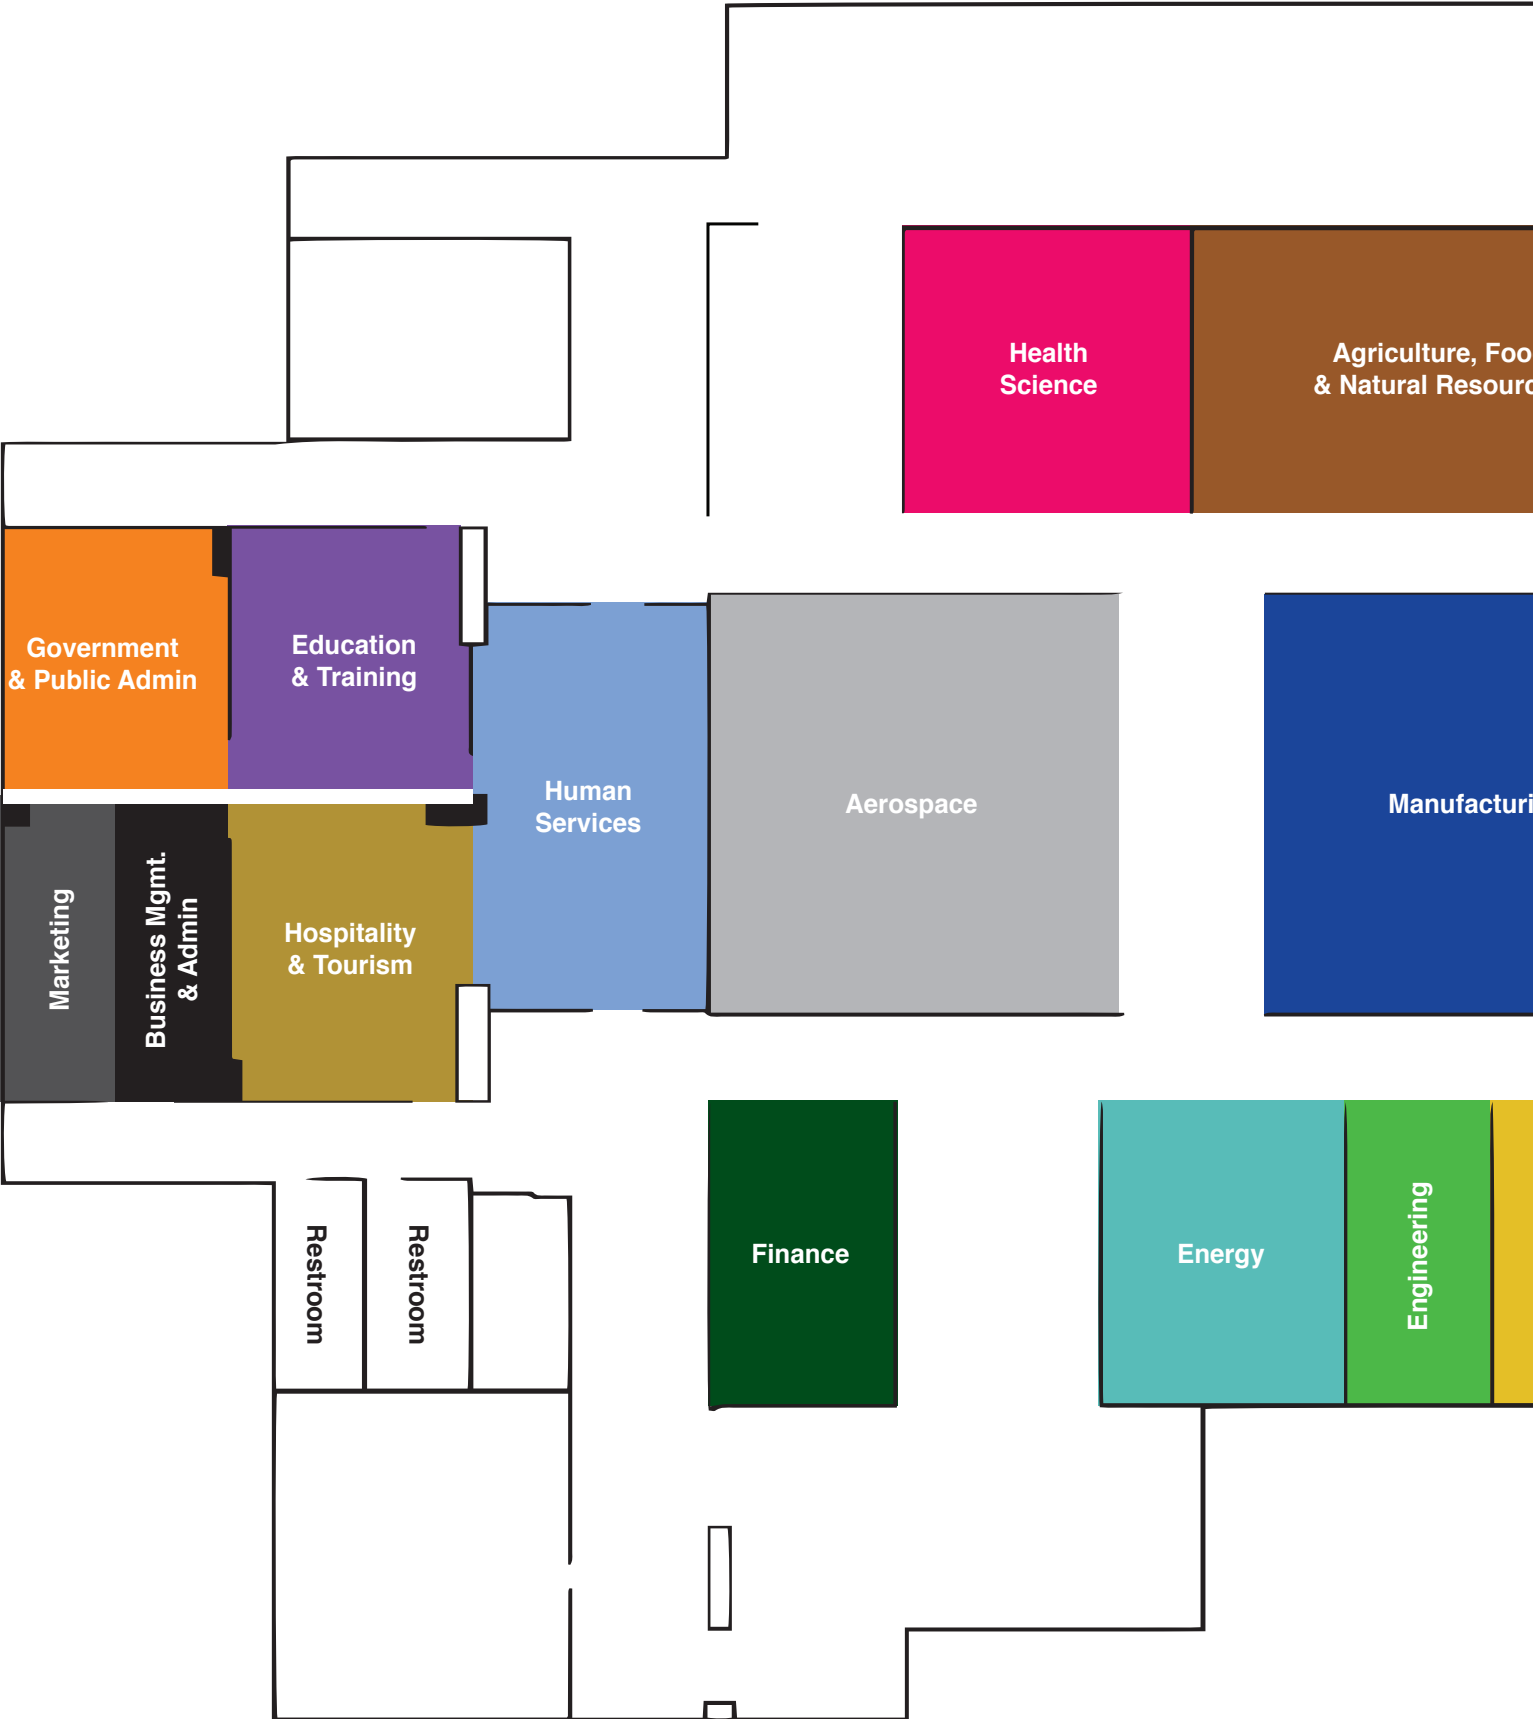 Health
Science
Agriculture, Foo
& Natural Resourc
Government
& Public Admin
Education
& Training
Human
Services
Aerospace
Manufacturi
Marketing
Business Mgmt.
& Admin
Hospitality
& Tourism
Restroom
Restroom
Finance
Energy
Engineering